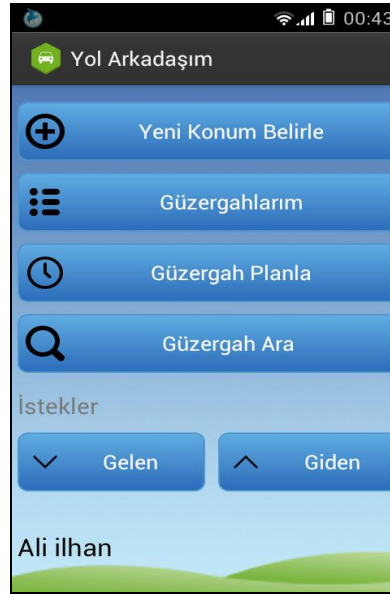 00:43
Yol Arkadaşım
Yeni Konum Belirle
Güzergahlarım
Güzergah Planla
Güzergah Ara
İstekler
Gelen Giden
Ali ilhan